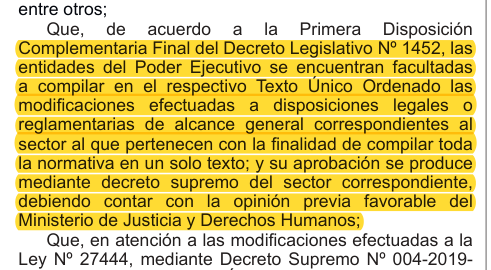 entre otros;
Que, de acuerdo a la Primera Disposición
Complementaria Final del Decreto Legislativo Nº 1452, las
entidades del Poder Ejecutivo se encuentran facultadas
a compilar en el respectivo Texto Único Ordenado las
modificaciones efectuadas a disposiciones legales o
reglamentarias de alcance general correspondientes al
sector al que pertenecen con la finalidad de compilar toda
la normativa en un solo texto; y su aprobación se produce
mediante decreto supremo del sector correspondiente,
debiendo contar con la opinión previa favorable del
Ministerio de Justicia y Derechos Humanos;
Que, en atención a las modificaciones efectuadas a la
Ley Nº 27444, mediante Decreto Supremo Nº 004-2019-